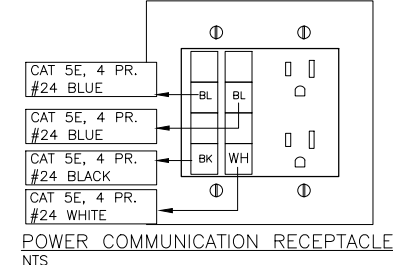 CAT 5E, 4 PR.
#24 BLUE
CAT 5E, 4 PR.
#24 BLUE
CAT 5E, 4 PR.
#24 BLACK
CAT 5E, 4 PR.
#24 WHITE
BL BL
BK WH
POWER COMMUNICATION RECEPTACLE
NTS